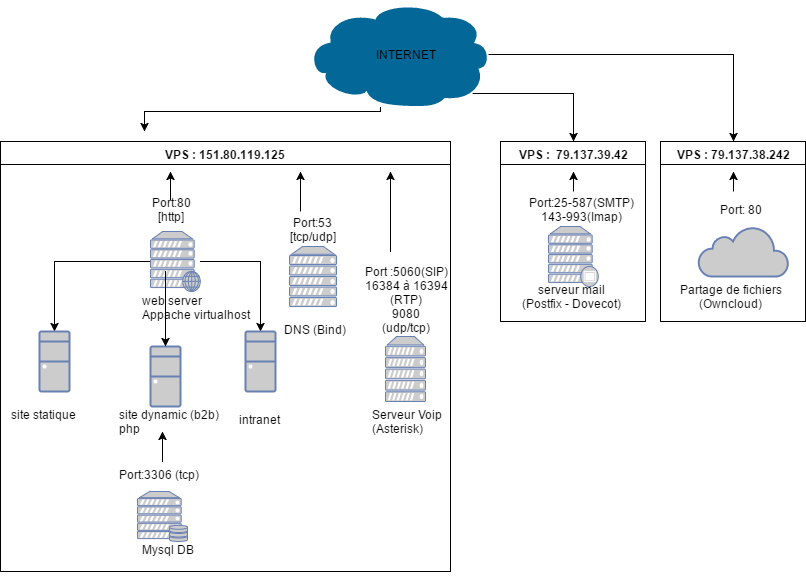 INTERNET
VPS : 151.80.119.125
Port:80
[http]
web server
Appache virtualhost
Port:53
[tcp/udp]
DNS (Bind)
Port :5060(SIP)
16384 à 16394
(RTP)
9080
(udp/tcp)
Serveur Voip
(Asterisk)
site statique
site dynamic (b2b)
php
intranet
Port:3306 (tcp)
Mysql DB
VPS : 79.137.39.42
Port:25-587(SMTP)
143-993(Imap)
serveur mail
(Postfix - Dovecot)
VPS : 79.137.38.242
Port: 80
Partage de fichiers
(Owncloud)